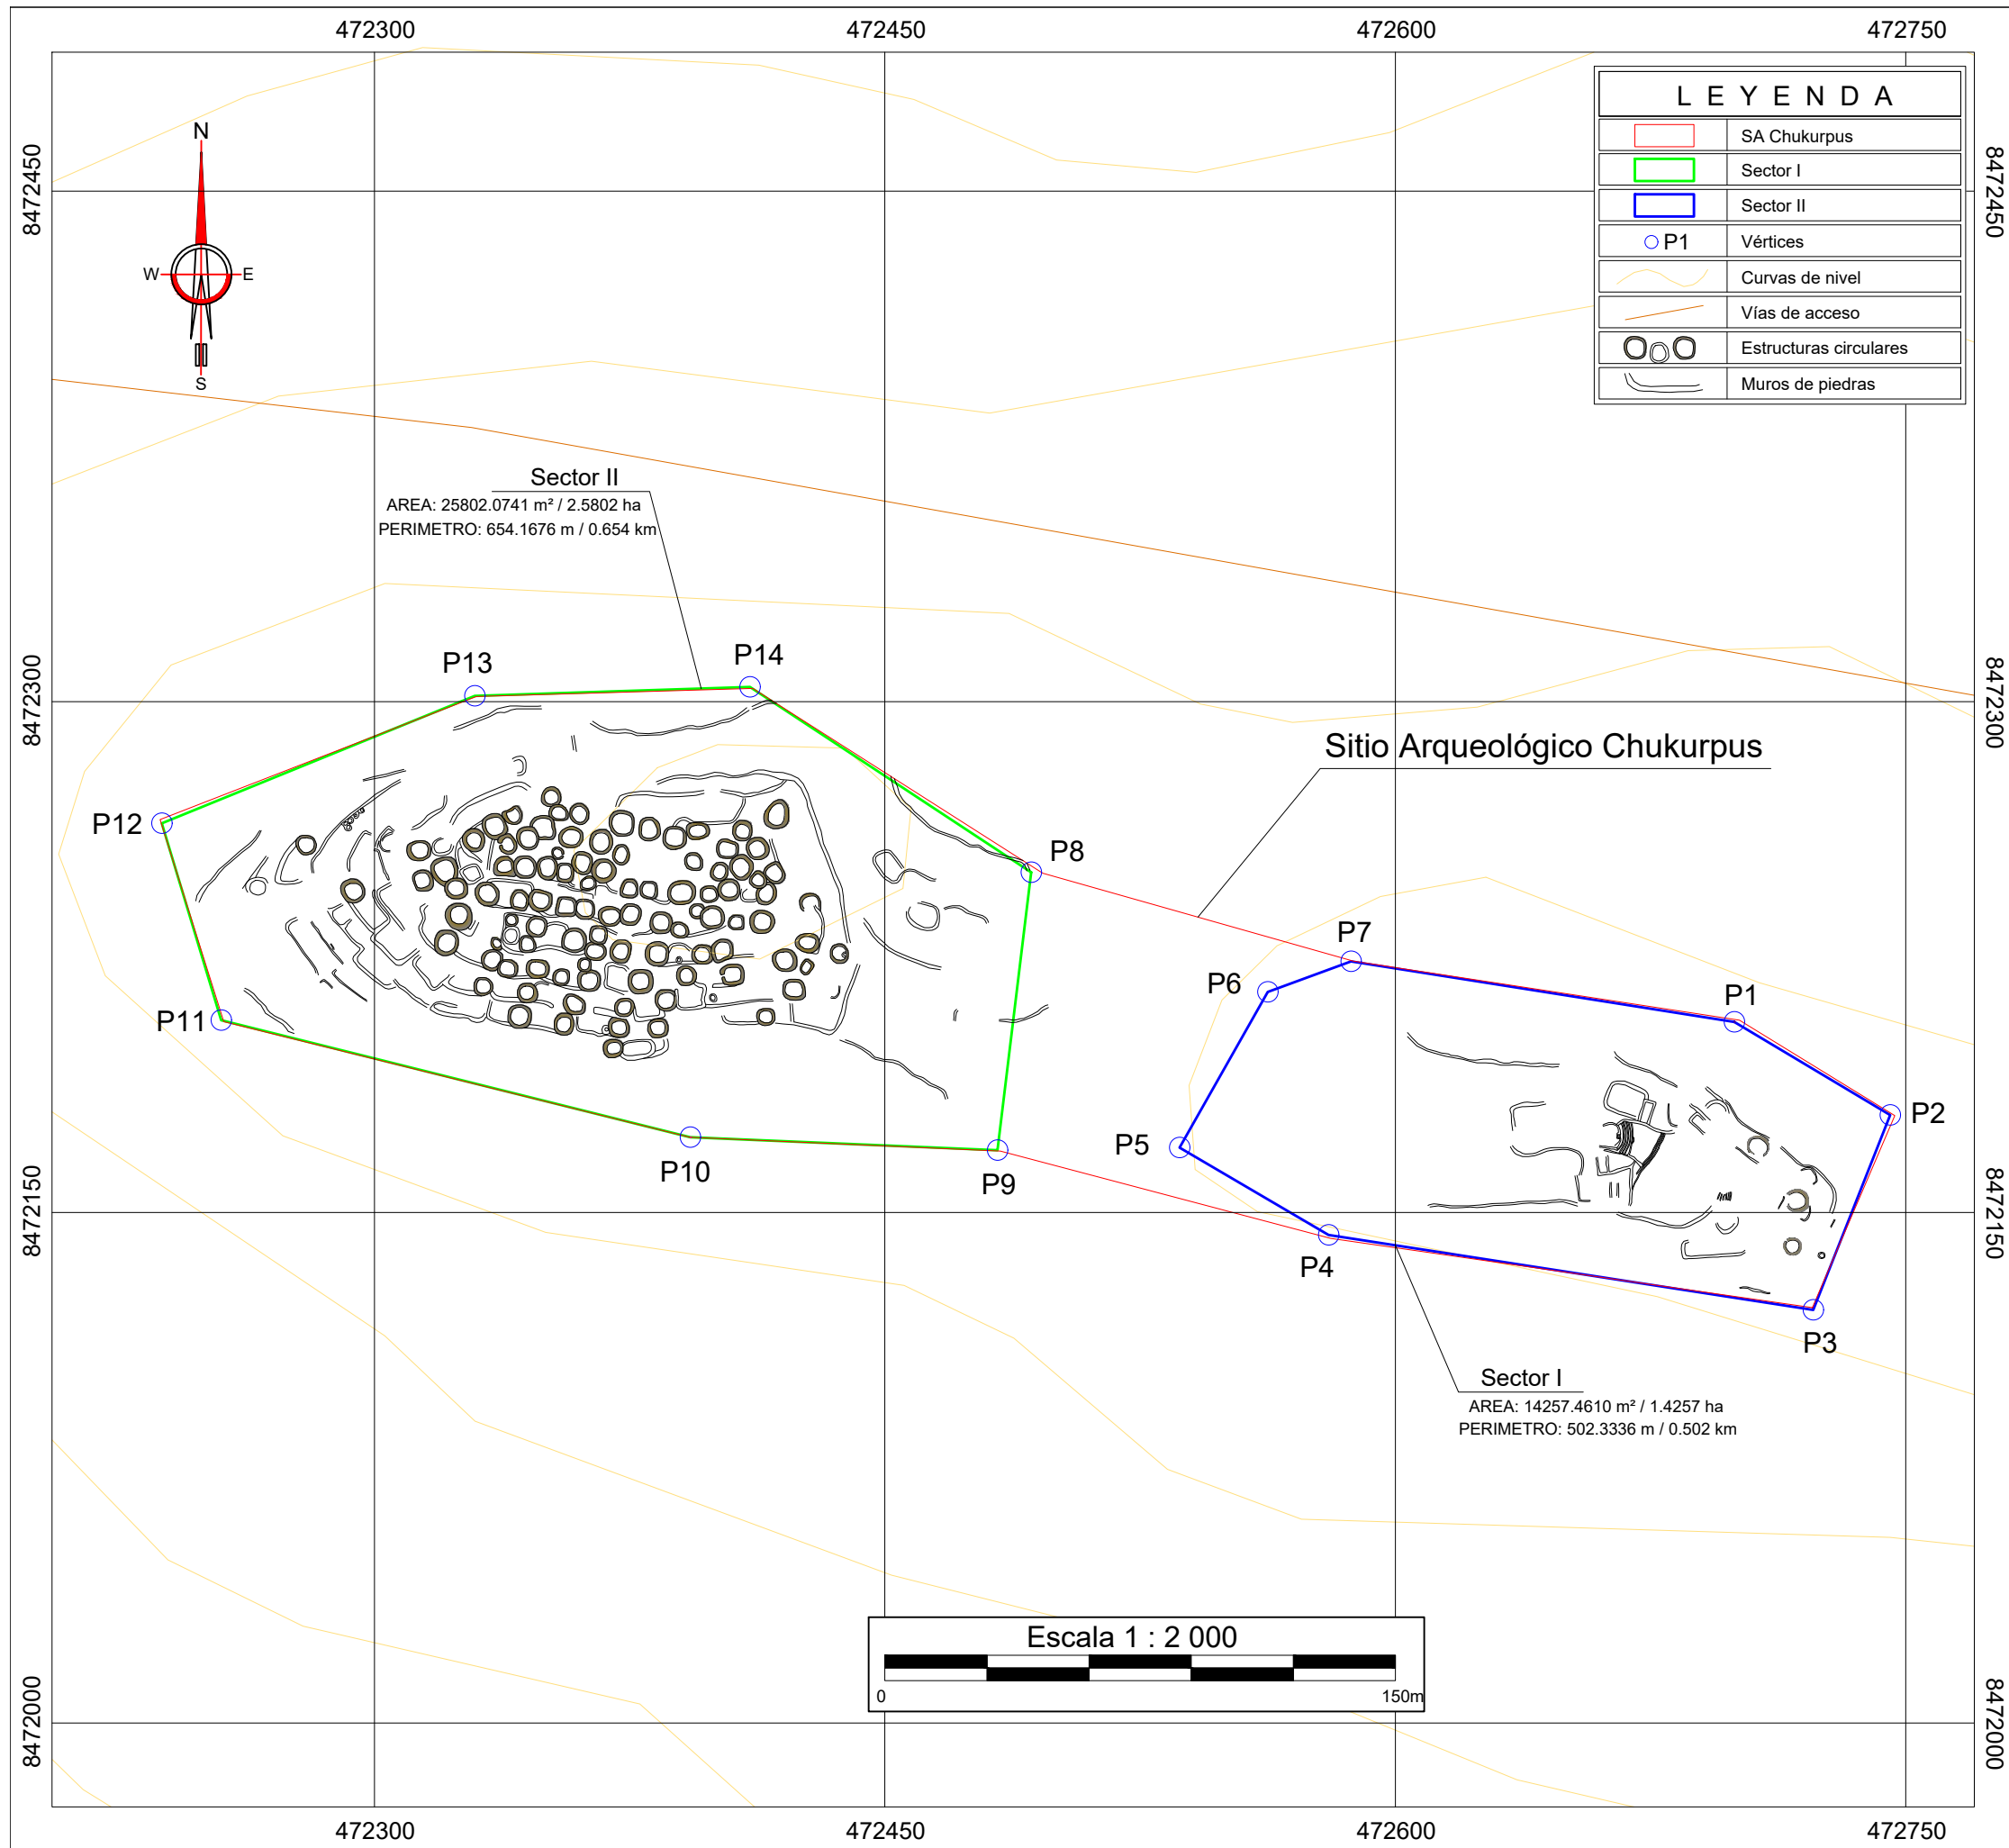 472300 472450 472600 472750
L E Y E N D A
SA Chukurpus
Sector I
Sector II
P1 Vértices
Curvas de nivel
Vías de acceso
Estructuras circulares
Muros de piedras
N
W E
S
8472450 8472450
Sector II
AREA: 25802.0741 m² / 2.5802 ha
PERIMETRO: 654.1676 m / 0.654 km
8472300 8472300
P13 P14
Sitio Arqueológico Chukurpus
P12
P8
P7
P6
P1
P11
P2
P5
P10
P9
8472150 8472150
P4
P3
Sector I
AREA: 14257.4610 m² / 1.4257 ha
PERIMETRO: 502.3336 m / 0.502 km
Escala 1 : 2 000
0 150m
8472000 8472000
472300 472450 472600 472750